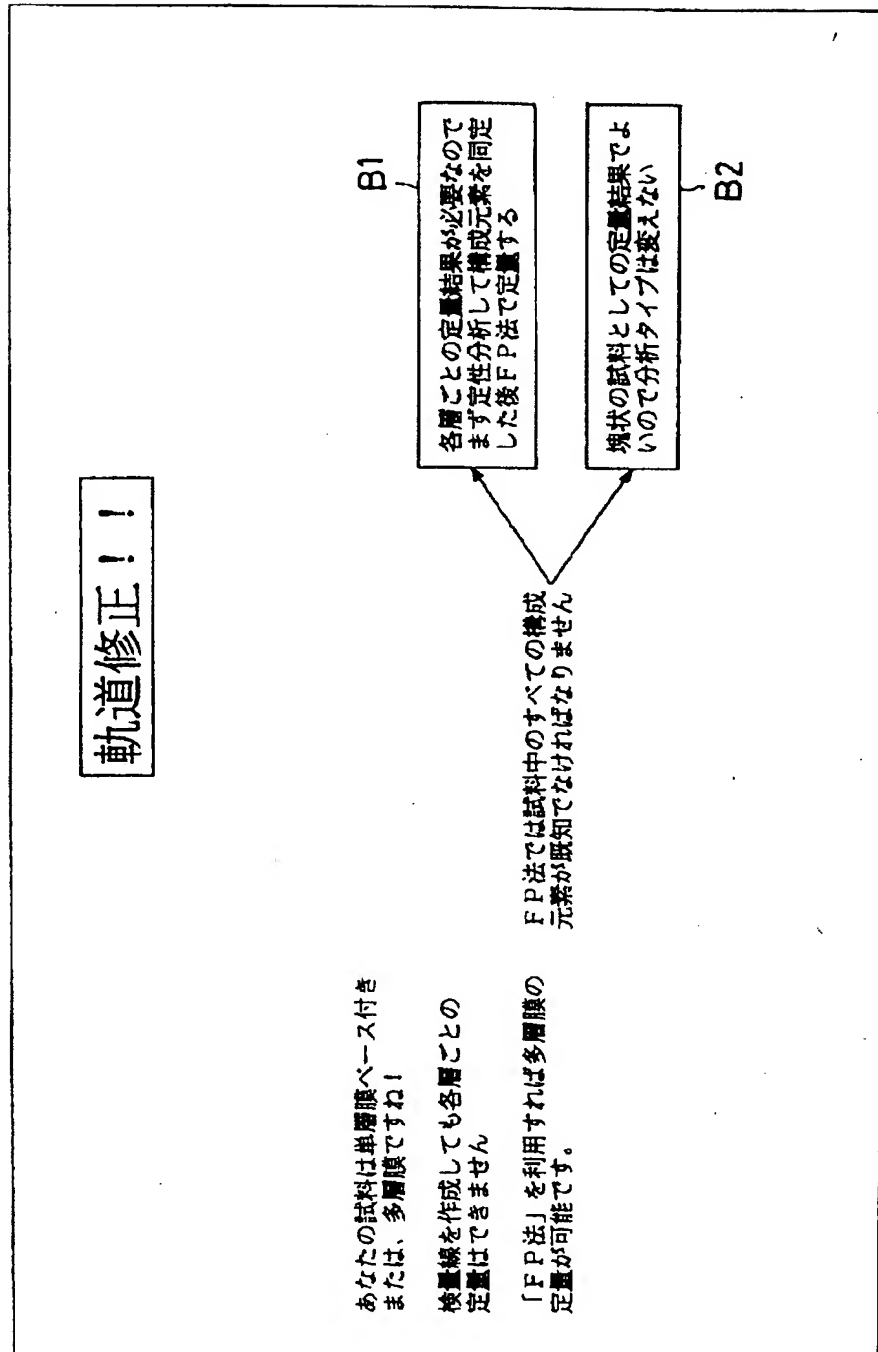 軌道修正！！
あなたの試料は単層膜ベース付き
または、多層膜ですね！
検量線を作成しても各層ごとの
定量はできません
「ＦＰ法」を利用すれば多層膜の
定量が可能です。
ＦＰ法では試料中のすべての構成
元素が既知でなければなりません
B1
各層ごとの定量結果が必要なので
まず定性分析して構成元素を同定
した後ＦＰ法で定量する
塊状の試料としての定量結果でよ
いので分析タイプは変えない
B2